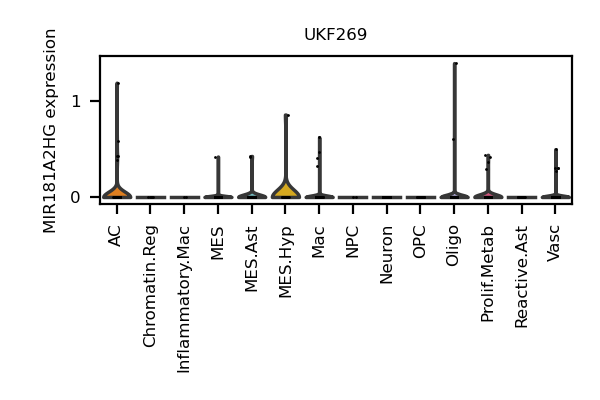 UKF269
MIR181A2HG expression
1
0
AC
Chromatin.Reg
Inflammatory.Mac
MES
MES.Ast
MES.Hyp
Mac
NPC
Neuron
OPC
Oligo
Prolif.Metab
Reactive.Ast
Vasc